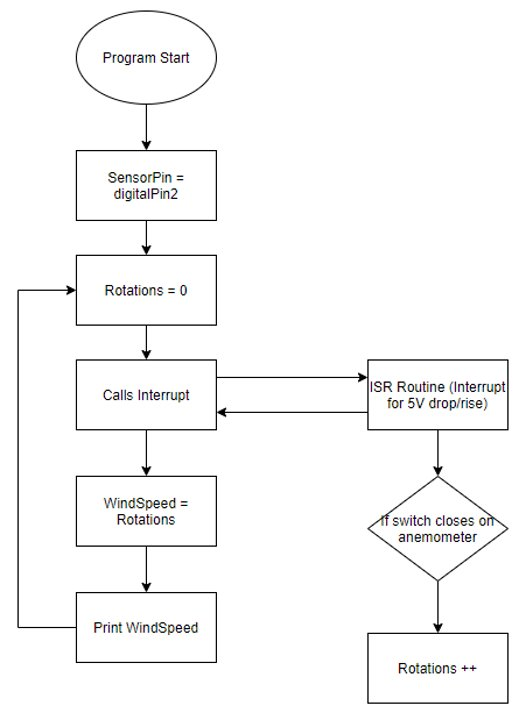 Program Start
SensorPin =
digitalPin2
Rotations = 0
Calls Interrupt
ISR Routine (Interrupt
for 5V drop/rise)
WindSpeed =
Rotations
If switch closes on
anemometer
Print WindSpeed
Rotations ++